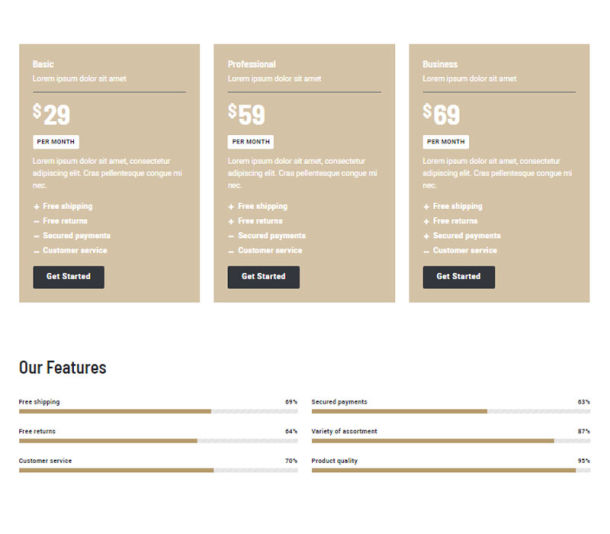 Basic
Lorem ipsum dolor sit amet
$29
PER MONTH
Lorem ipsum dolor sit amet, consectetur
adipiscing elit. Cras pellentesque congue mi
nec.
+ Free shipping
– Free returns
– Secured payments
– Customer service
Get Started
Professional
Lorem ipsum dolor sit amet
$59
PER MONTH
Lorem ipsum dolor sit amet, consectetur
adipiscing elit. Cras pellentesque congue mi
nec.
+ Free shipping
+ Free returns
– Secured payments
– Customer service
Get Started
Business
Lorem ipsum dolor sit amet
$69
PER MONTH
Lorem ipsum dolor sit amet, consectetur
adipiscing elit. Cras pellentesque congue mi
nec.
+ Free shipping
+ Free returns
+ Secured payments
– Customer service
Get Started
Our Features
Free shipping 69%
Secured payments 63%
Free returns 64%
Variety of assortment 87%
Customer service 70%
Product quality 95%